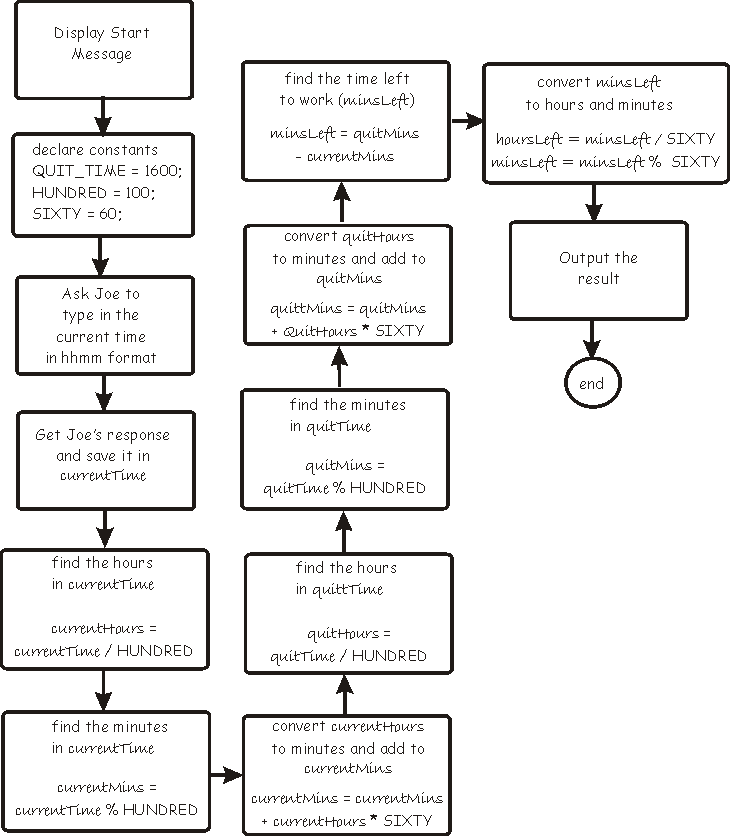 Display Start
Message
declare constants
QUIT_TIME = 1600;
HUNDRED = 100;
SIXTY = 60;
Ask Joe to
type in the
current time
in hhmm format
Get Joe's response
and save it in
currentTime
find the hours
in currentTime
currentHours =
currentTime / HUNDRED
find the minutes
in currentTime
currentMins =
currentTime % HUNDRED
convert currentHours
to minutes and add to
currentMins
currentMins = currentMins
+ currentHours * SIXTY
find the hours
in quittTime
quitHours =
quitTime / HUNDRED
find the minutes
in quitTime
quitMins =
quitTime % HUNDRED
convert quitHours
to minutes and add to
quitMins
quittMins = quitMins
+ QuitHours * SIXTY
find the time left
to work (minsLeft)
minsLeft = quitMins
- currentMins
convert minsLeft
to hours and minutes
hoursLeft = minsLeft / SIXTY
minsLeft = minsLeft % SIXTY
Output the
result
end